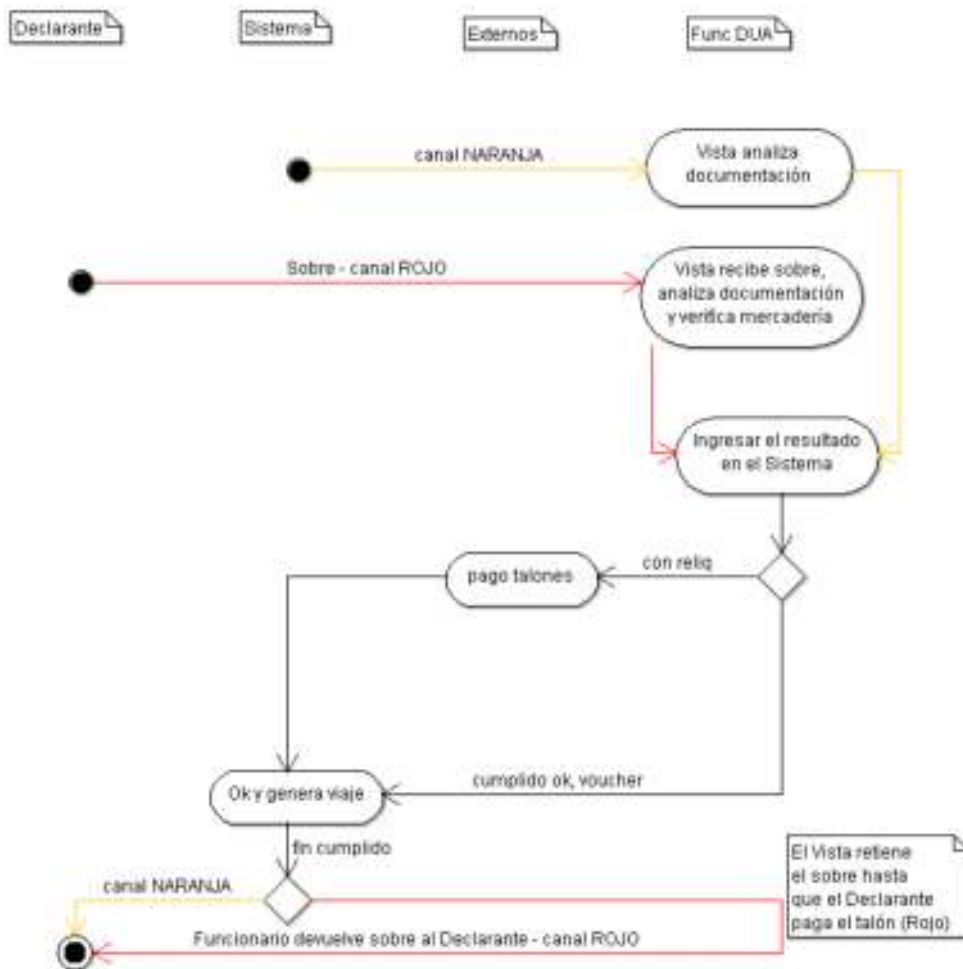 Declarante
Sistema
Externos
Func DUA
canal NARANJA
Vista analiza
documentación
Sobre - canal ROJO
Vista recibe sobre,
analiza documentación
y verifica mercadería
Ingresar el resultado
en el Sistema
pago talones
con reliq
Ok y genera viaje
cumplido ok, voucher
fin cumplido
El Vista retiene
el sobre hasta
que el Declarante
paga el talón (Rojo)
canal NARANJA
Funcionario devuelve sobre al Declarante - canal ROJO